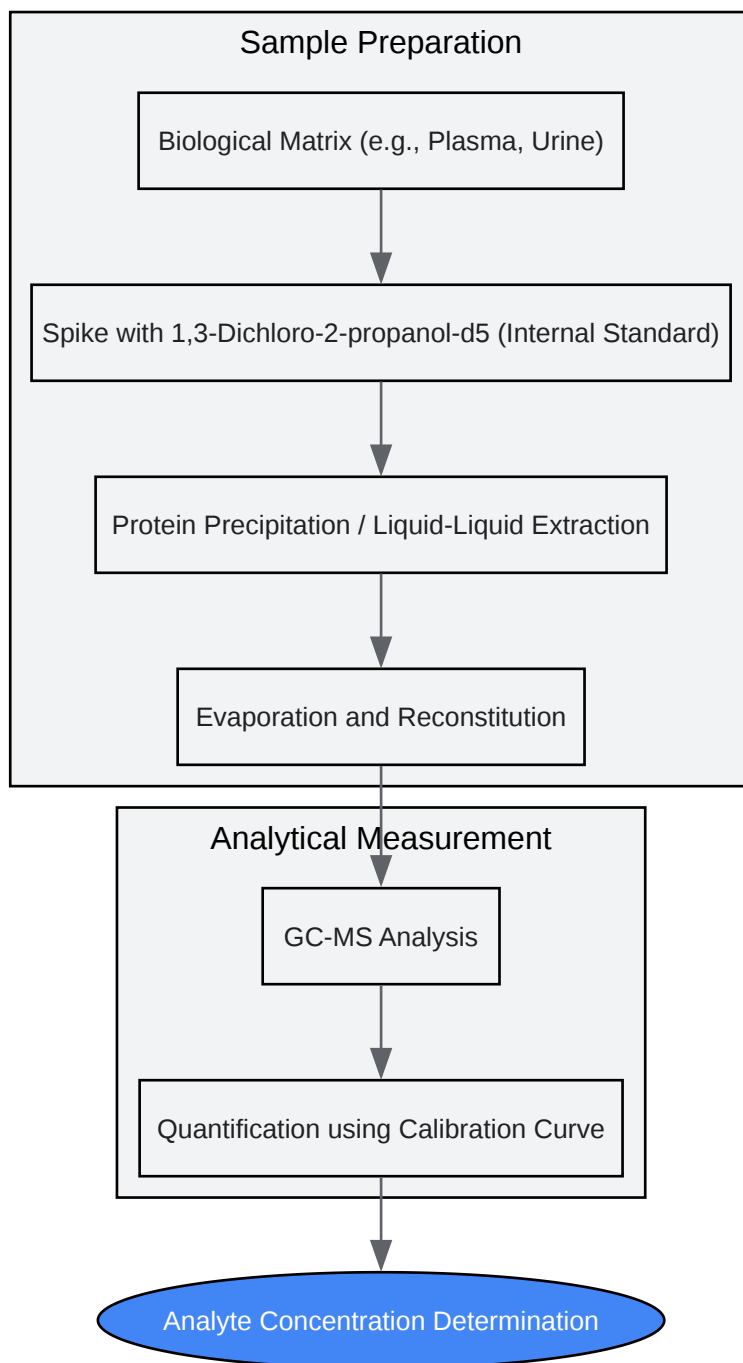 Sample Preparation
Biological Matrix (e.g., Plasma, Urine)
Spike with 1,3-Dichloro-2-propanol-d5 (Internal Standard)
Protein Precipitation / Liquid-Liquid Extraction
Evaporation and Reconstitution
Analytical Measurement
GC-MS Analysis
Quantification using Calibration Curve
Analyte Concentration Determination